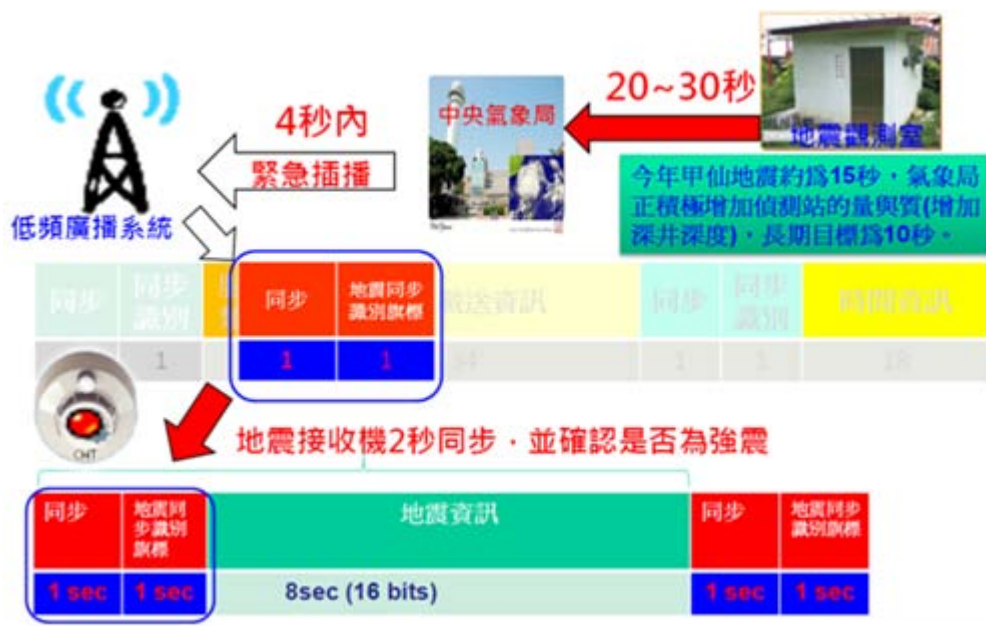 20~30秒
中央氣象局
地震觀測室
4秒內
緊急插播
低頻廣播系統
今年甲仙地震約為15秒，氣象局
正積極增加偵測站的量與質(增加
深井深度)，長期目標為10秒。
同步
同步
識別
同步
地震同步
識別旗標
載送資訊
同步
同步
識別
時間資訊
1
1
1
1
1
CHT
地震接收機2秒同步，並確認是否為強震
同步
地震同
步識別
旗標
地震資訊
同步
地震同步
識別旗標
1 sec
1 sec
8sec (16 bits)
1 sec
1 sec